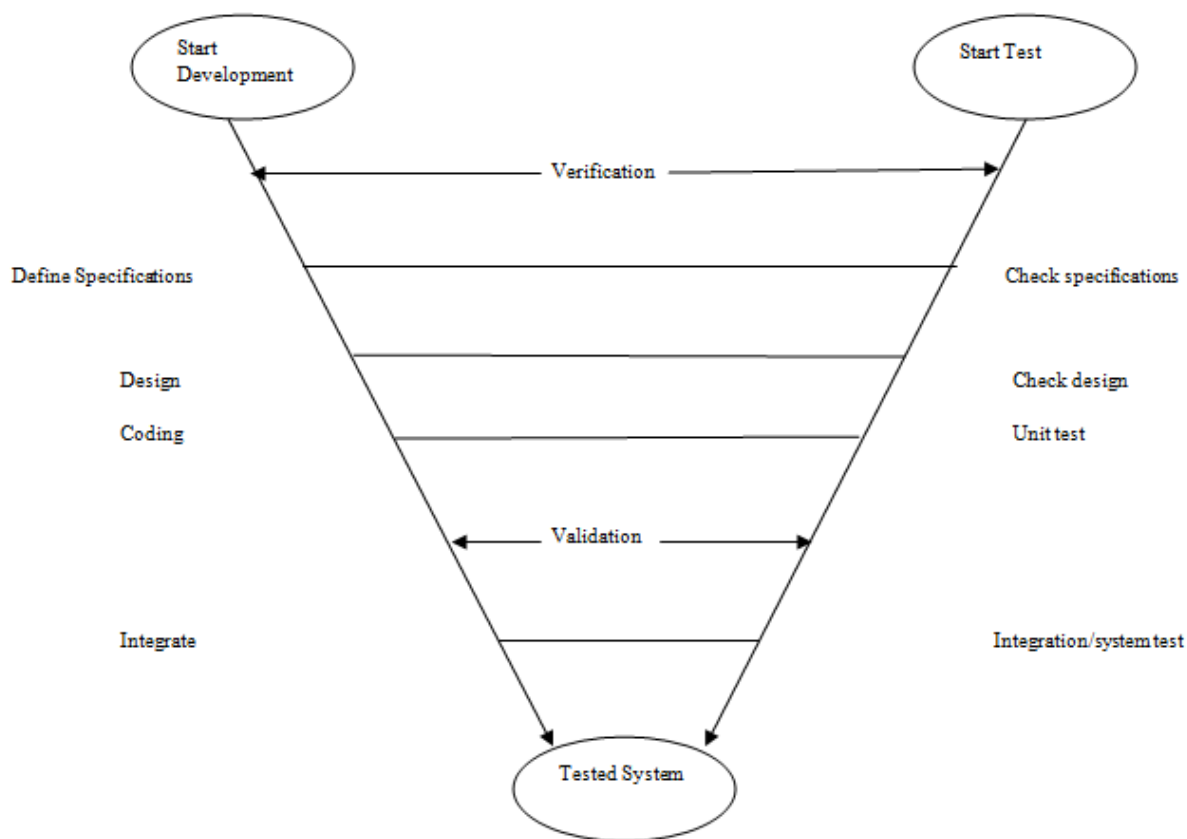 Start
Development
Start Test
Verification
Define Specifications
Check specifications
Design
Check design
Coding
Unit test
Validation
Integrate
Integration/system test
Tested System